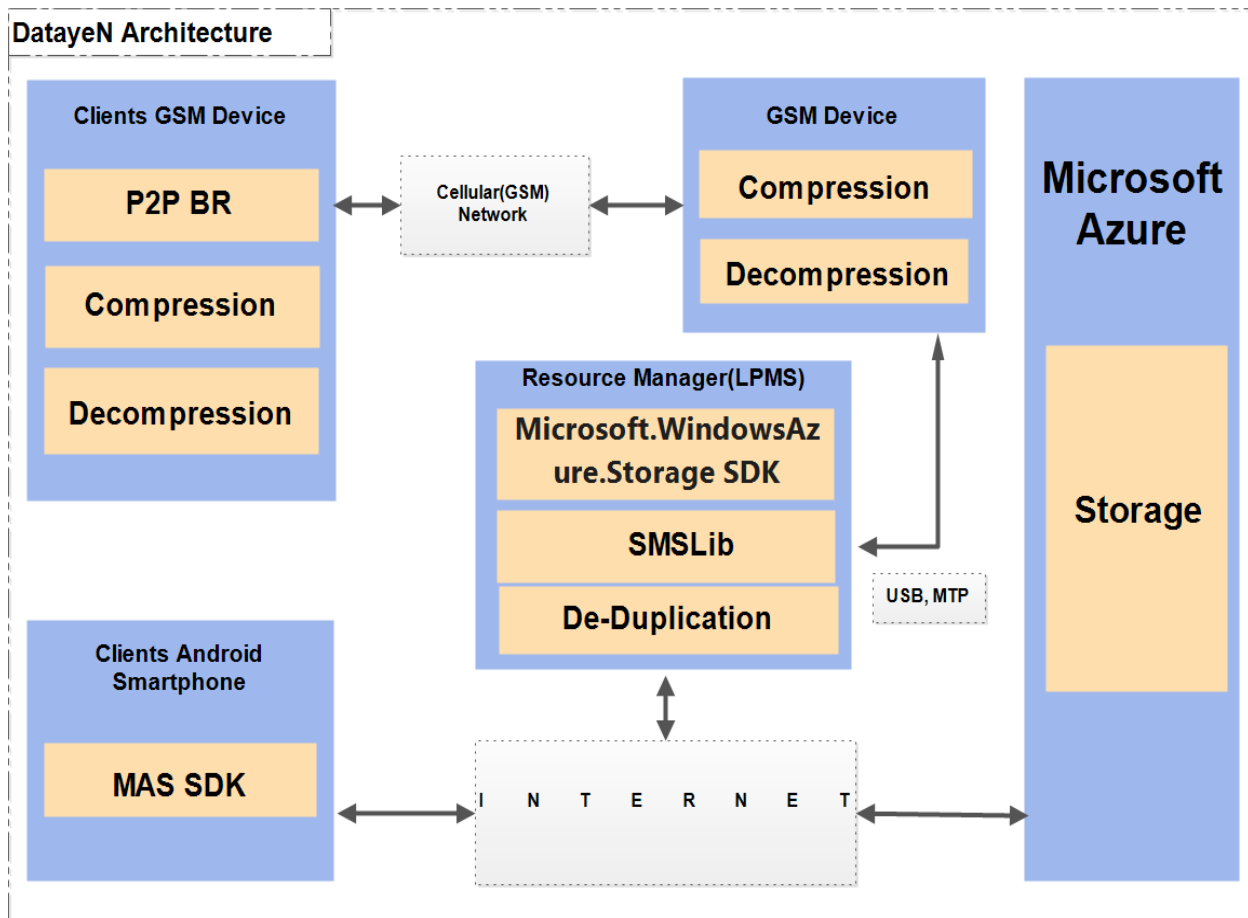 DatayeN Architecture
Clients GSM Device
P2P BR
Compression
Decompression
Cellular(GSM)
Network
GSM Device
Compression
Decompression
Microsoft
Azure
Storage
Resource Manager(LPMS)
Microsoft.WindowsAz
ure.Storage SDK
SMSLib
De-Duplication
USB, MTP
Clients Android
Smartphone
MAS SDK
I N T E R N E T